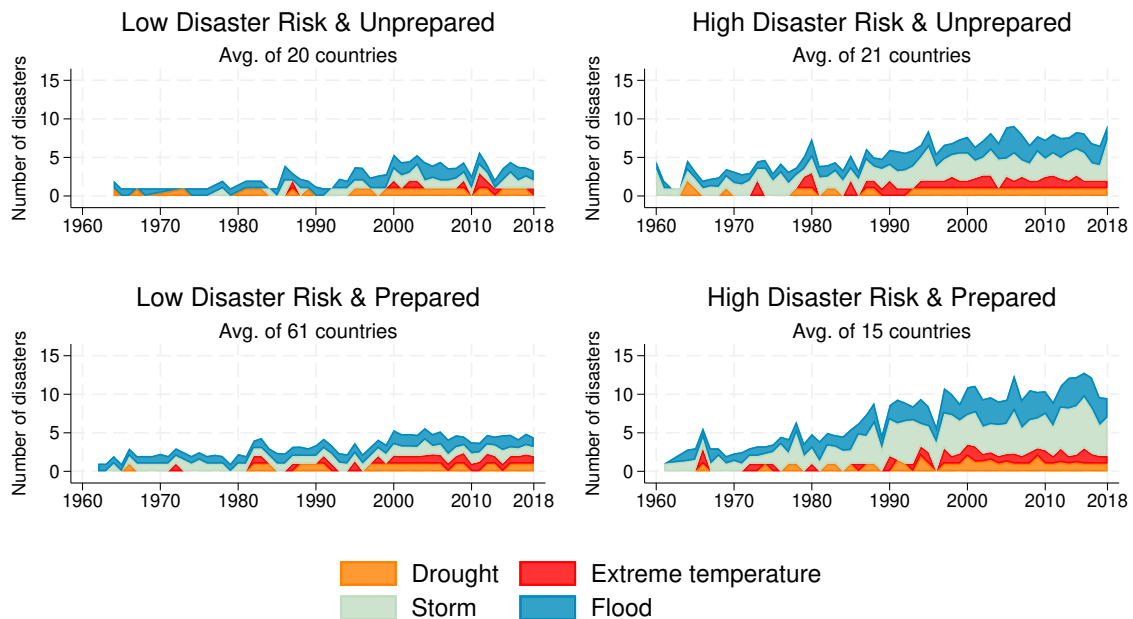 Low Disaster Risk & Unprepared
Avg. of 20 countries
Number of disasters
15
10
5
0
1960 1970 1980 1990 2000 2010 2018
High Disaster Risk & Unprepared
Avg. of 21 countries
Number of disasters
15
10
5
0
1960 1970 1980 1990 2000 2010 2018
Low Disaster Risk & Prepared
Avg. of 61 countries
Number of disasters
15
10
5
0
1960 1970 1980 1990 2000 2010 2018
High Disaster Risk & Prepared
Avg. of 15 countries
Number of disasters
15
10
5
0
1960 1970 1980 1990 2000 2010 2018
Drought Extreme temperature
Storm Flood